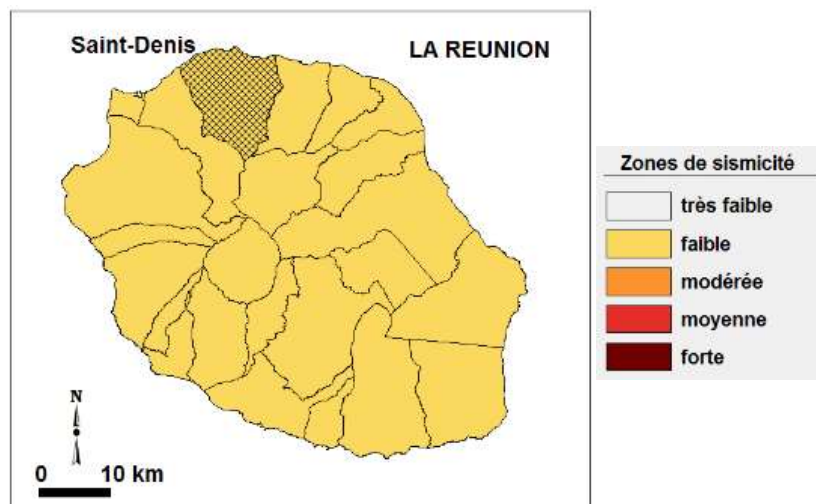 Saint-Denis
LA REUNION
Zones de sismicité
très faible
faible
modérée
moyenne
forte
N
0 10 km